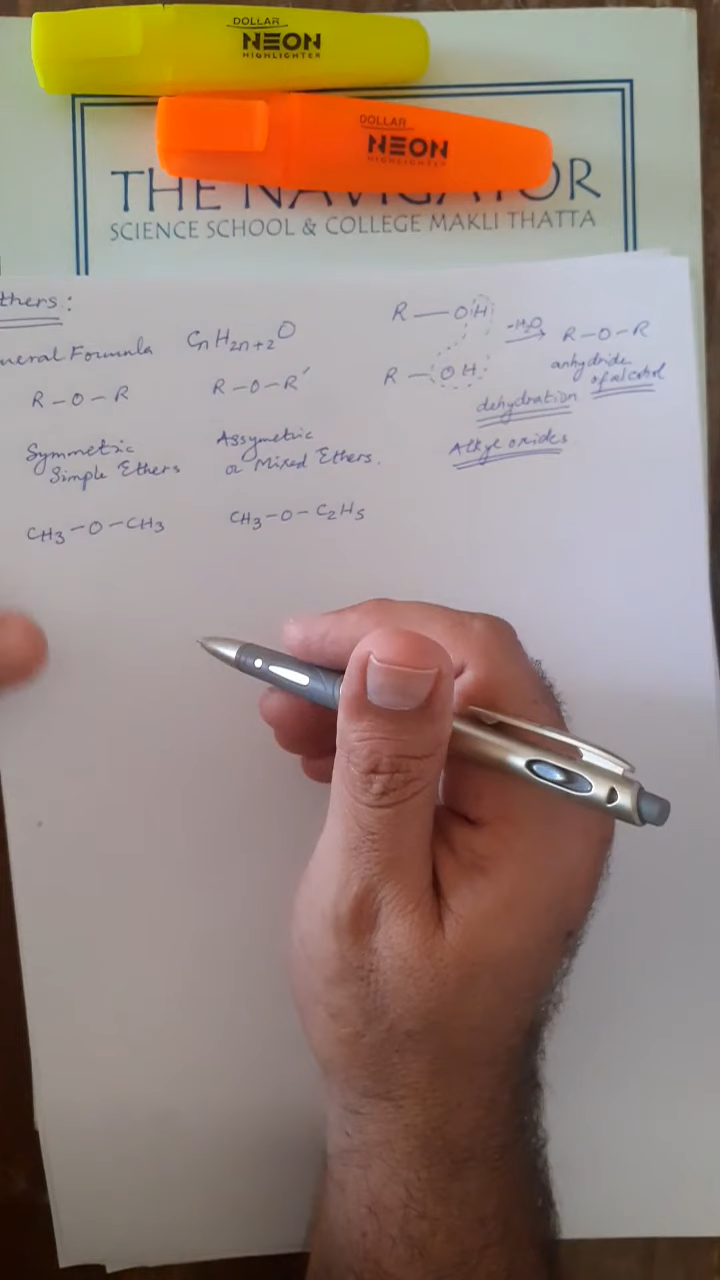 DOLLAR
NEON
HIGHLIGHTER
DOLLAR
NEON
HIGHLIGHTER
THE NAVIGATOR
SCIENCE SCHOOL & COLLEGE MAKLI THATTA
thers :
neral Formula CnH2n+2O
R - O - R R - O - R′
Symmetric
Simple Ethers
Assymetric
or Mixed Ethers.
CH3 - O - CH3 CH3 - O - C2H5
R — OH
R — OH
-H2O
R - O - R
anhydride
of alcohol
dehydration
Alkyl oxides